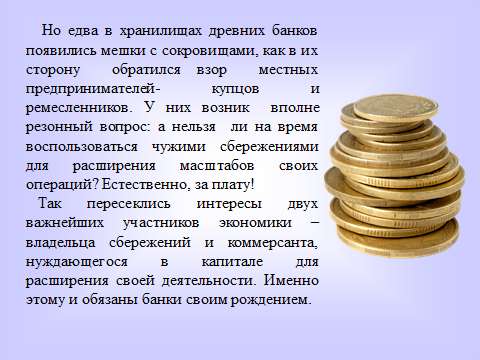 Но едва в хранилищах древних банков
появились мешки с сокровищами, как в их
сторону обратился взор местных
предпринимателей- купцов и
ремесленников. У них возник вполне
резонный вопрос: а нельзя ли на время
воспользоваться чужими сбережениями
для расширения масштабов своих
операций? Естественно, за плату!
Так пересеклись интересы двух
важнейших участников экономики –
владельца сбережений и коммерсанта,
нуждающегося в капитале для
расширения своей деятельности. Именно
этому и обязаны банки своим рождением.